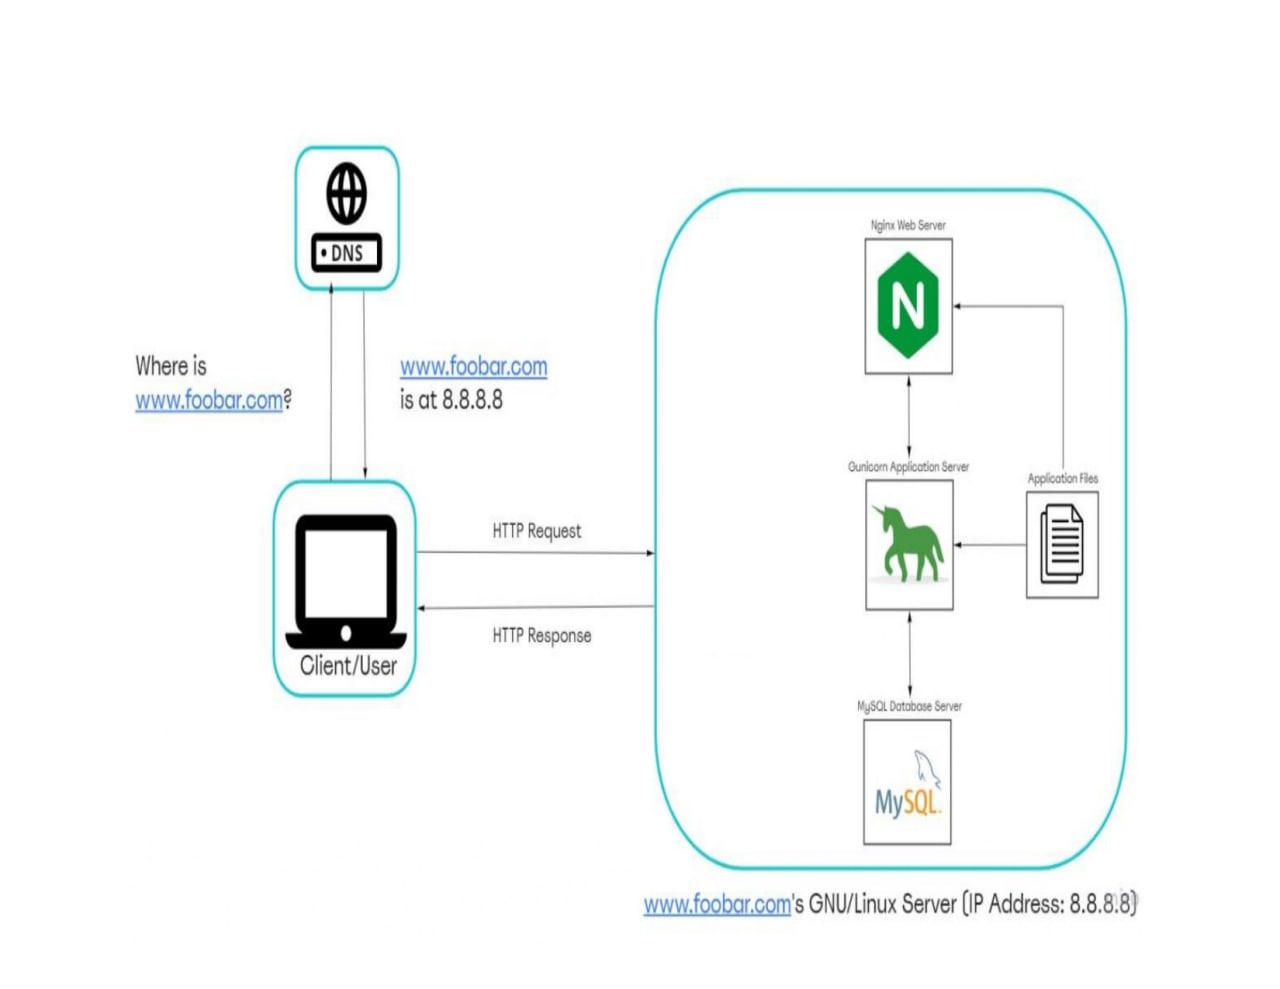 DNS
Where is
www.foobar.com?
www.foobar.com
is at 8.8.8.8
Client/User
HTTP Request
HTTP Response
Nginx Web Server
N
Gunicorn Application Server
Application Files
MySQL Database Server
MySQL
www.foobar.com's GNU/Linux Server (IP Address: 8.8.8.8)